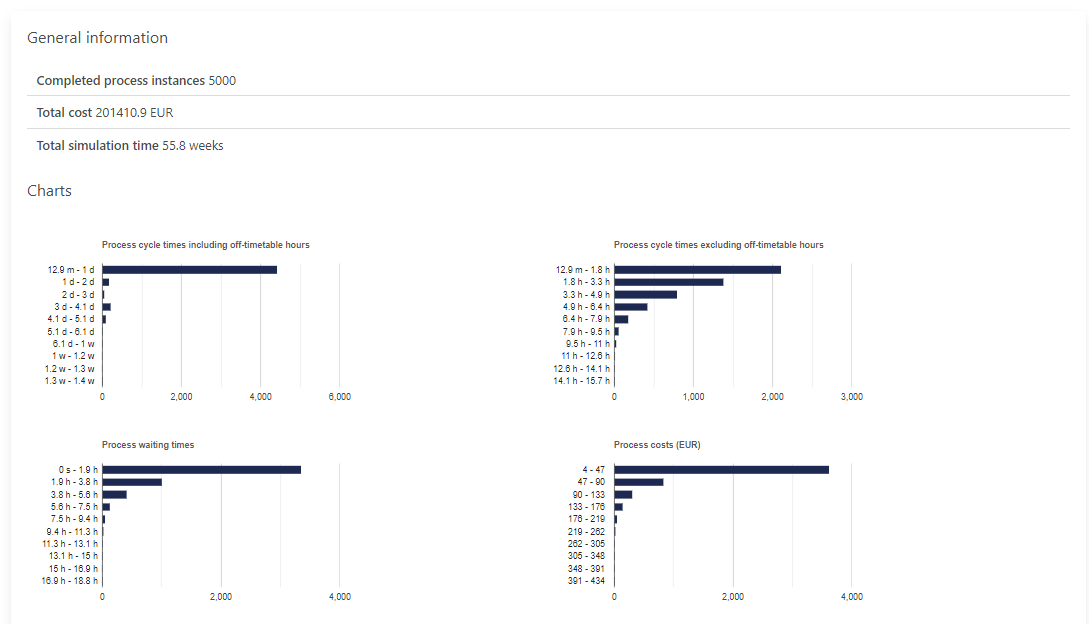 General information
Completed process instances 5000
Total cost 201410.9 EUR
Total simulation time 55.8 weeks
Charts
Process cycle times including off-timetable hours
12.9 m - 1 d
1 d - 2 d
2 d - 3 d
3 d - 4.1 d
4.1 d - 5.1 d
5.1 d - 6.1 d
6.1 d - 1 w
1 w - 1.2 w
1.2 w - 1.3 w
1.3 w - 1.4 w
0 2,000 4,000 6,000
Process cycle times excluding off-timetable hours
12.9 m - 1.8 h
1.8 h - 3.3 h
3.3 h - 4.9 h
4.9 h - 6.4 h
6.4 h - 7.9 h
7.9 h - 9.5 h
9.5 h - 11 h
11 h - 12.6 h
12.6 h - 14.1 h
14.1 h - 15.7 h
0 1,000 2,000 3,000
Process waiting times
0 s - 1.9 h
1.9 h - 3.8 h
3.8 h - 5.6 h
5.6 h - 7.5 h
7.5 h - 9.4 h
9.4 h - 11.3 h
11.3 h - 13.1 h
13.1 h - 15 h
15 h - 16.9 h
16.9 h - 18.8 h
0 2,000 4,000
Process costs (EUR)
4 - 47
47 - 90
90 - 133
133 - 176
176 - 219
219 - 262
262 - 305
305 - 348
348 - 391
391 - 434
0 2,000 4,000